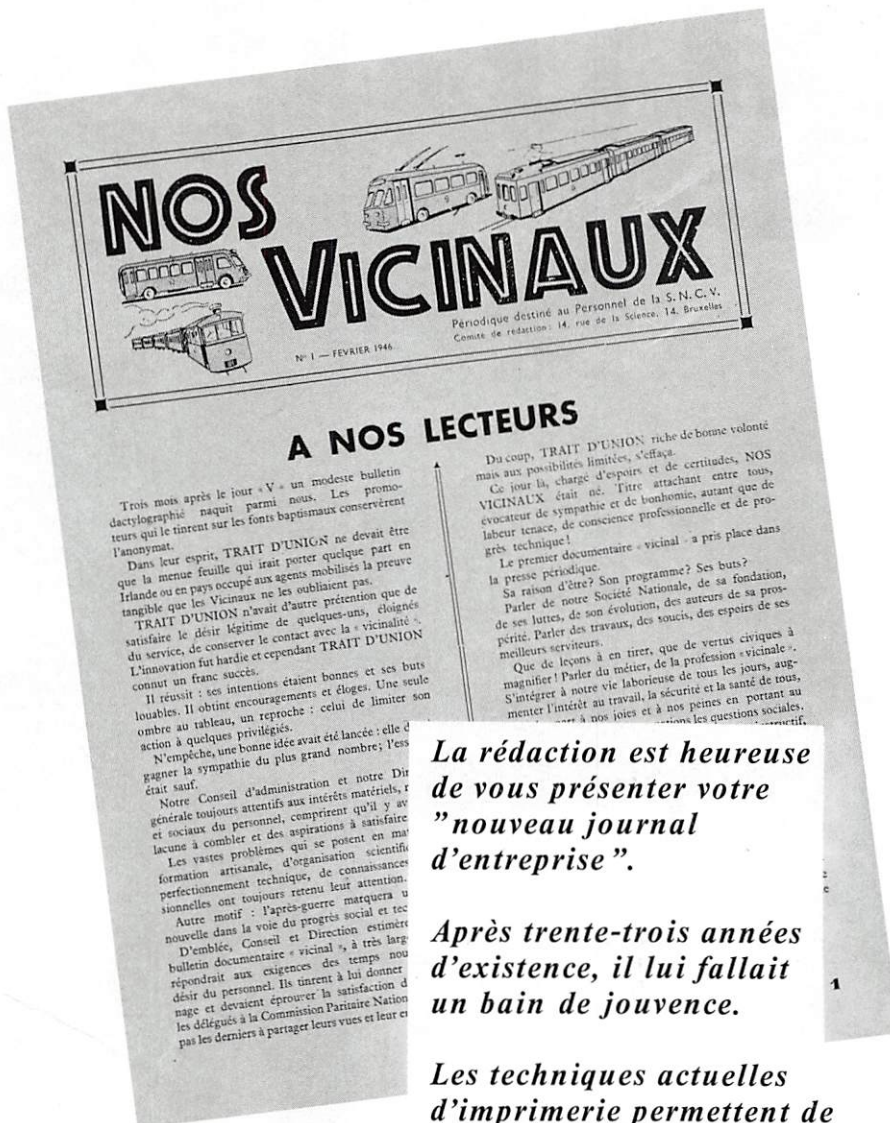 NOS
VICINAUX
Périodique destiné au Personnel de la S. N. C. V.
Comité de rédaction : 14, rue de la Science, 14, Bruxelles
N° 1 — FEVRIER 1946
A NOS LECTEURS
Trois mois après le jour « V » un modeste bulletin
dactylographié naquit parmi nous. Les promo-
teurs qui le tinrent sur les fonts baptismaux conservèrent
l'anonymat.
Dans leur esprit, TRAIT D'UNION ne devait être
que la menue feuille qui irait porter quelque part en
Irlande ou en pays occupé aux agents mobilisés la preuve
tangible que les Vicinaux ne les oubliaient pas.
TRAIT D'UNION n'avait d'autre prétention que de
satisfaire le désir légitime de quelques-uns, éloignés
du service, de conserver le contact avec la « vicinalité ».
L'innovation fut hardie et cependant TRAIT D'UNION
connut un franc succès.
Il réussit : ses intentions étaient bonnes et ses buts
louables. Il obtint encouragements et éloges. Une seule
ombre au tableau, un reproche : celui de limiter son
action à quelques privilégiés.
N'empêche, une bonne idée avait été lancée : elle
gagner la sympathie du plus grand nombre ; l'ess
était sauf.
Notre Conseil d'administration et notre Dir
générale toujours attentifs aux intérêts matériels,
et sociaux du personnel, comprirent qu'il y av
lacune à combler et des aspirations à satisfaire
Les vastes problèmes qui se posent en ma
formation artisanale, d'organisation scientifi
perfectionnement technique, de connaissances
sionnelles ont toujours retenu leur attention.
Autre motif : l'après-guerre marquera u
nouvelle dans la voie du progrès social et tec
D'emblée, Conseil et Direction estimèr
bulletin documentaire « vicinal », à très larg
répondrait aux exigences des temps nou
désir du personnel. Ils tinrent à lui donner
nage et devaient éprouver la satisfaction d
les délégués à la Commission Paritaire Nation
pas les derniers à partager leurs vues et leur e
Du coup, TRAIT D'UNION riche de bonne volonté
mais aux possibilités limitées, s'effaça.
Ce jour là, chargé d'espoirs et de certitudes, NOS
VICINAUX était né. Titre attachant entre tous,
évocateur de sympathie et de bonhomie, autant que de
labeur tenace, de conscience professionnelle et de pro-
grès technique !
Le premier documentaire « vicinal » a pris place dans
la presse périodique.
Sa raison d'être ? Son programme ? Ses buts ?
Parler de notre Société Nationale, de sa fondation,
de ses luttes, de son évolution, des auteurs de sa pros-
périté. Parler des travaux, des soucis, des espoirs de ses
meilleurs serviteurs.
Que de leçons à en tirer, que de vertus civiques à
magnifier ! Parler du métier, de la profession « vicinale ».
S'intégrer à notre vie laborieuse de tous les jours, aug-
menter l'intérêt au travail, la sécurité et la santé de tous,
à nos joies et à nos peines en portant au
les questions sociales.
La rédaction est heureuse
de vous présenter votre
"nouveau journal
d'entreprise".
Après trente-trois années
d'existence, il lui fallait
un bain de jouvence.
1
Les techniques actuelles
d'imprimerie permettent de